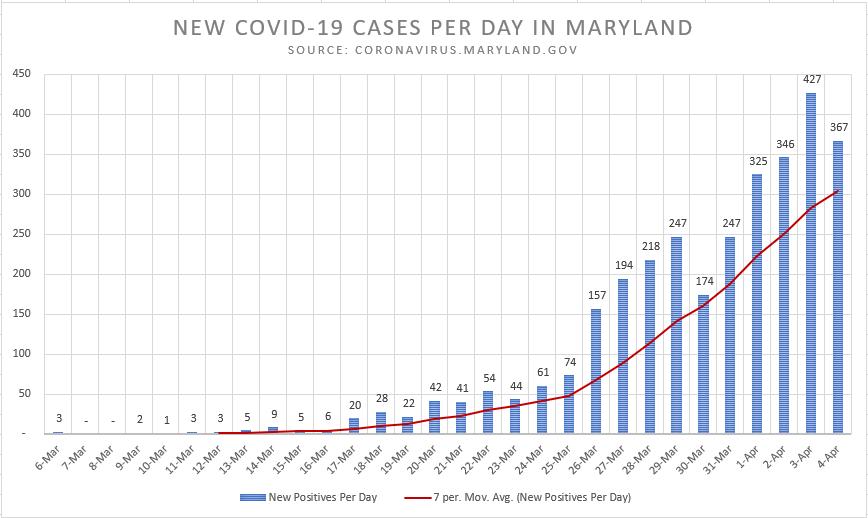 NEW COVID-19 CASES PER DAY IN MARYLAND
SOURCE: CORONAVIRUS.MARYLAND.GOV
450
400
350
300
250
200
150
100
50
-
3 - - 2 1 3 3 5 9 5 6 20 28 22 42 41 54 44 61 74 157 194 218 247 174 247 325 346 427 367
6-Mar 7-Mar 8-Mar 9-Mar 10-Mar 11-Mar 12-Mar 13-Mar 14-Mar 15-Mar 16-Mar 17-Mar 18-Mar 19-Mar 20-Mar 21-Mar 22-Mar 23-Mar 24-Mar 25-Mar 26-Mar 27-Mar 28-Mar 29-Mar 30-Mar 31-Mar 1-Apr 2-Apr 3-Apr 4-Apr
New Positives Per Day 7 per. Mov. Avg. (New Positives Per Day)